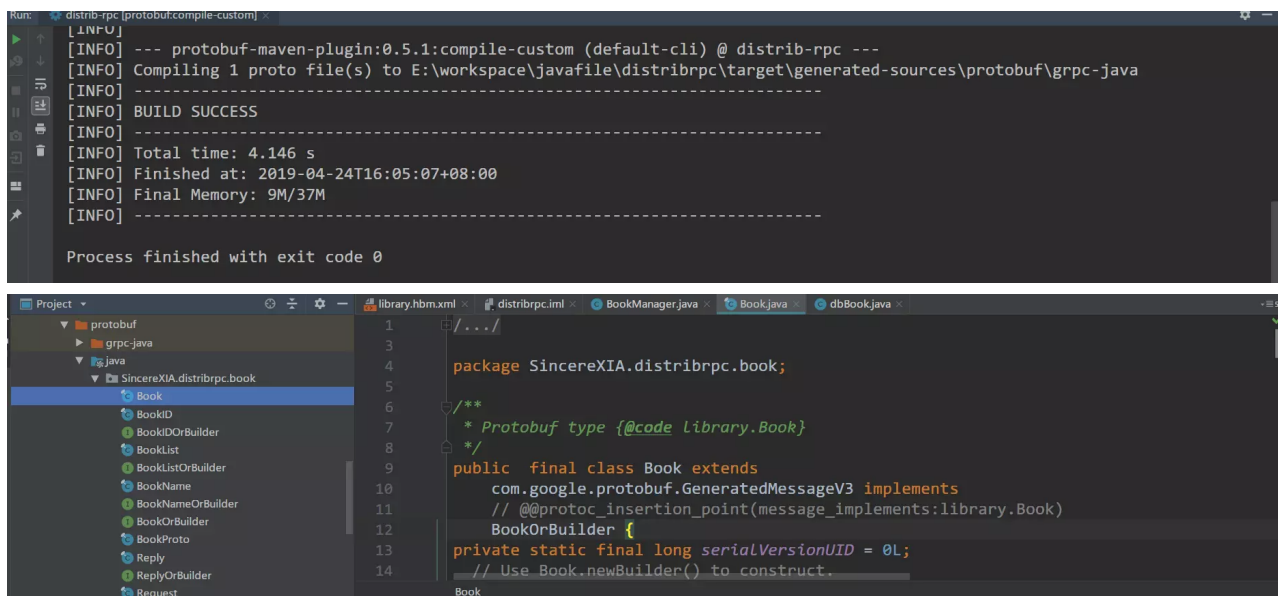 Run: distrib-rpc [protobuf:compile-custom] ×
[INFO]
[INFO] --- protobuf-maven-plugin:0.5.1:compile-custom (default-cli) @ distrib-rpc ---
[INFO] Compiling 1 proto file(s) to E:\workspace\javafile\distribrpc\target\generated-sources\protobuf\grpc-java
[INFO] ------------------------------------------------------------------------
[INFO] BUILD SUCCESS
[INFO] ------------------------------------------------------------------------
[INFO] Total time: 4.146 s
[INFO] Finished at: 2019-04-24T16:05:07+08:00
[INFO] Final Memory: 9M/37M
[INFO] ------------------------------------------------------------------------
Process finished with exit code 0
Project
protobuf
grpc-java
java
SincereXIA.distribrpc.book
Book
BookID
BookIDOrBuilder
BookList
BookListOrBuilder
BookName
BookNameOrBuilder
BookOrBuilder
BookProto
Reply
ReplyOrBuilder
Request
library.hbm.xml × distribrpc.iml × BookManager.java × Book.java × dbBook.java ×
1 /.../
3
4 package SincereXIA.distribrpc.book;
5
6 /**
7 * Protobuf type {@code library.Book}
8 */
9 public  final class Book extends
10 com.google.protobuf.GeneratedMessageV3 implements
11 // @@protoc_insertion_point(message_implements:library.Book)
12 BookOrBuilder {
13 private static final long serialVersionUID = 0L;
14 // Use Book.newBuilder() to construct.
Book